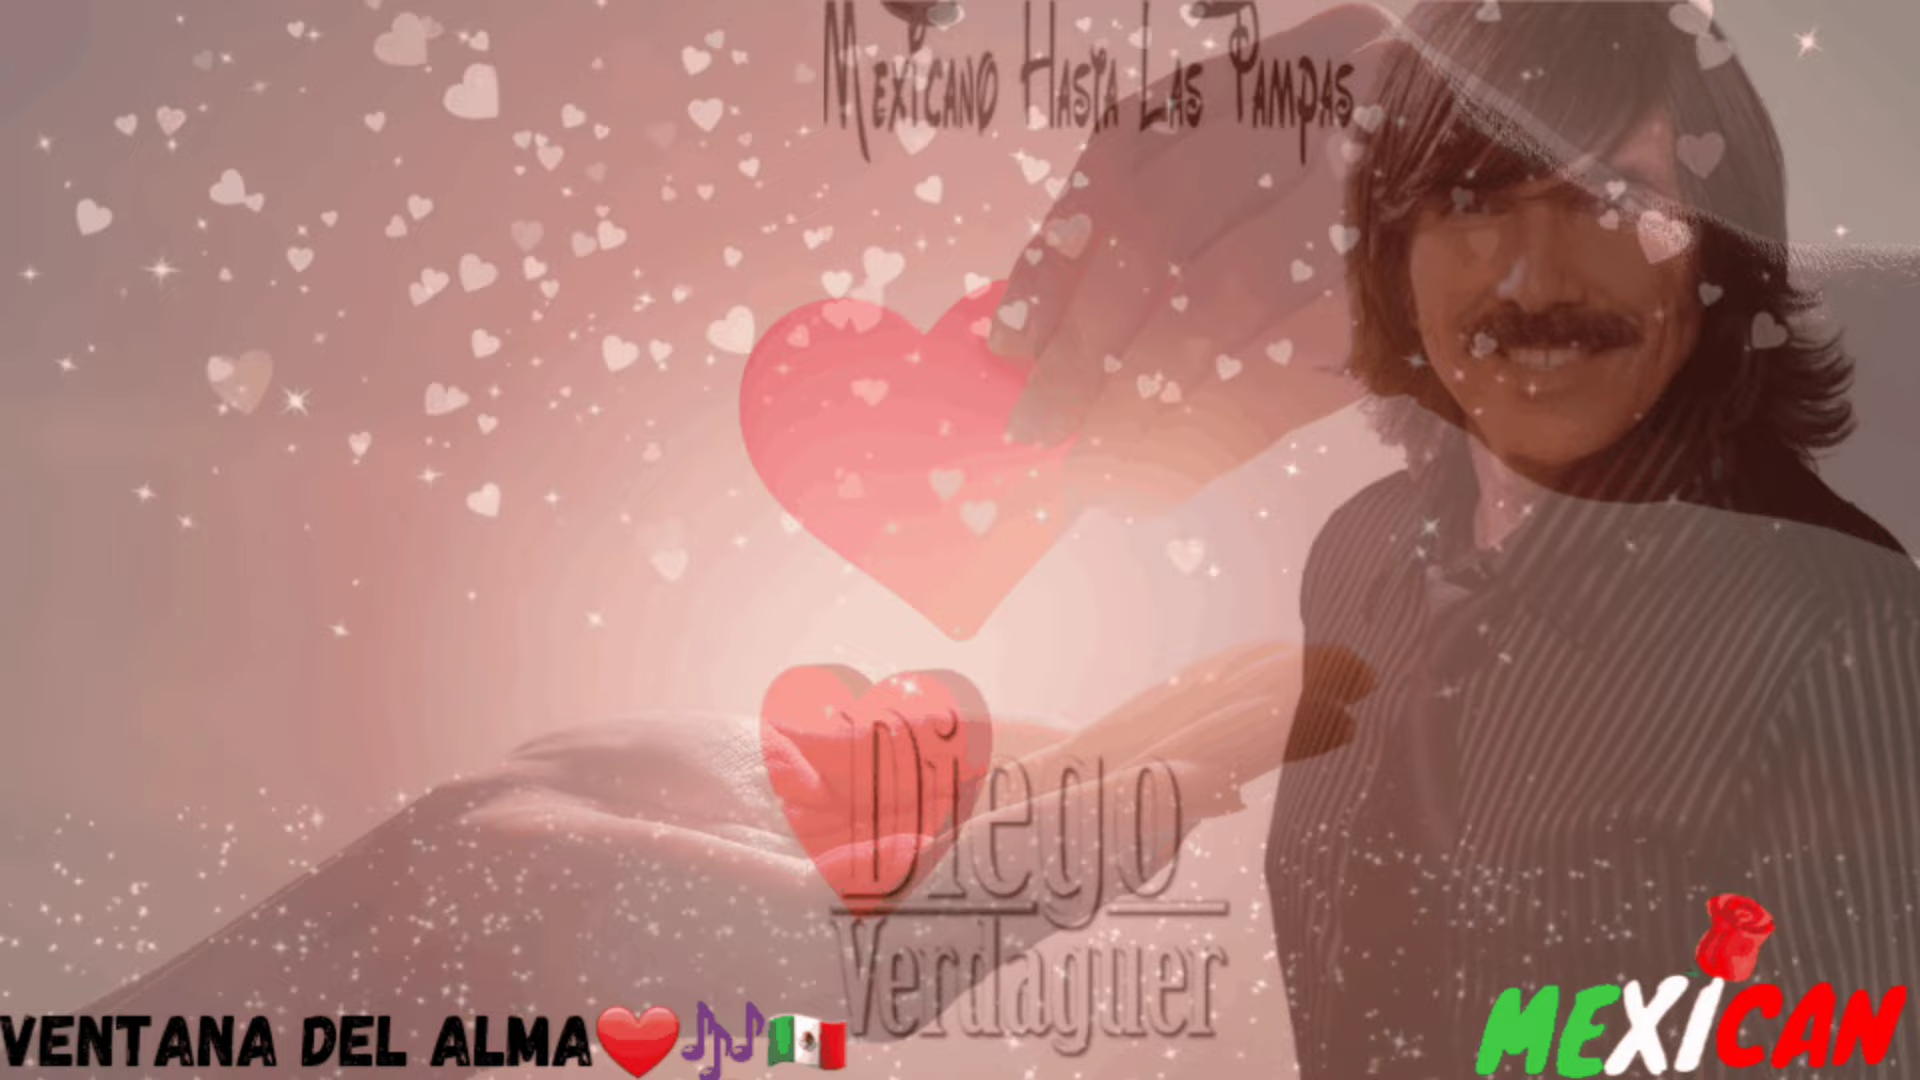 Mexicano Hasta Las Pampas
Diego
Verdaguer
VENTANA DEL ALMA❤️🎶🇲🇽
MEXICAN